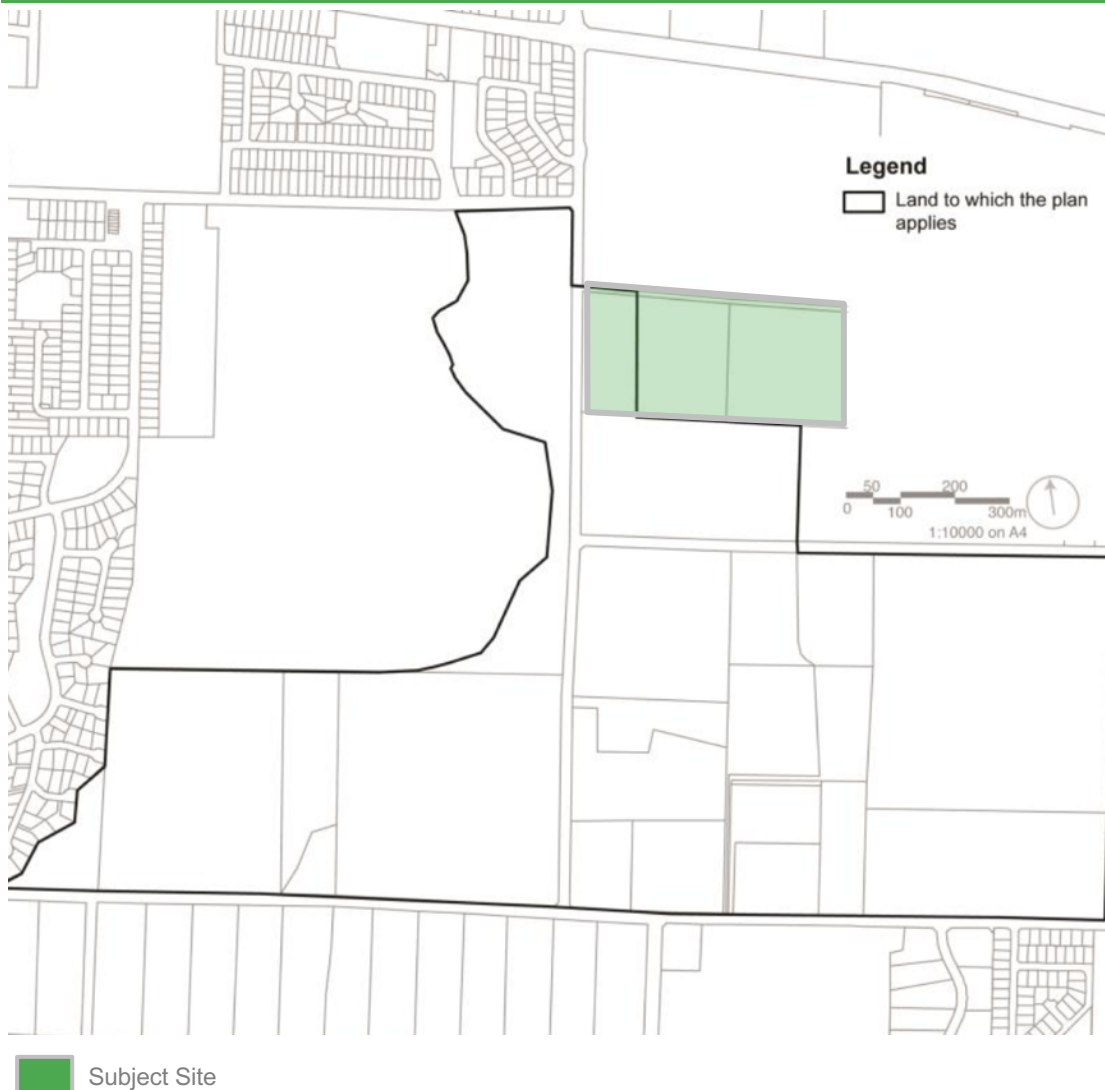 Legend
Land to which the plan
applies
50 200
0 100 300m
1:10000 on A4
Subject Site